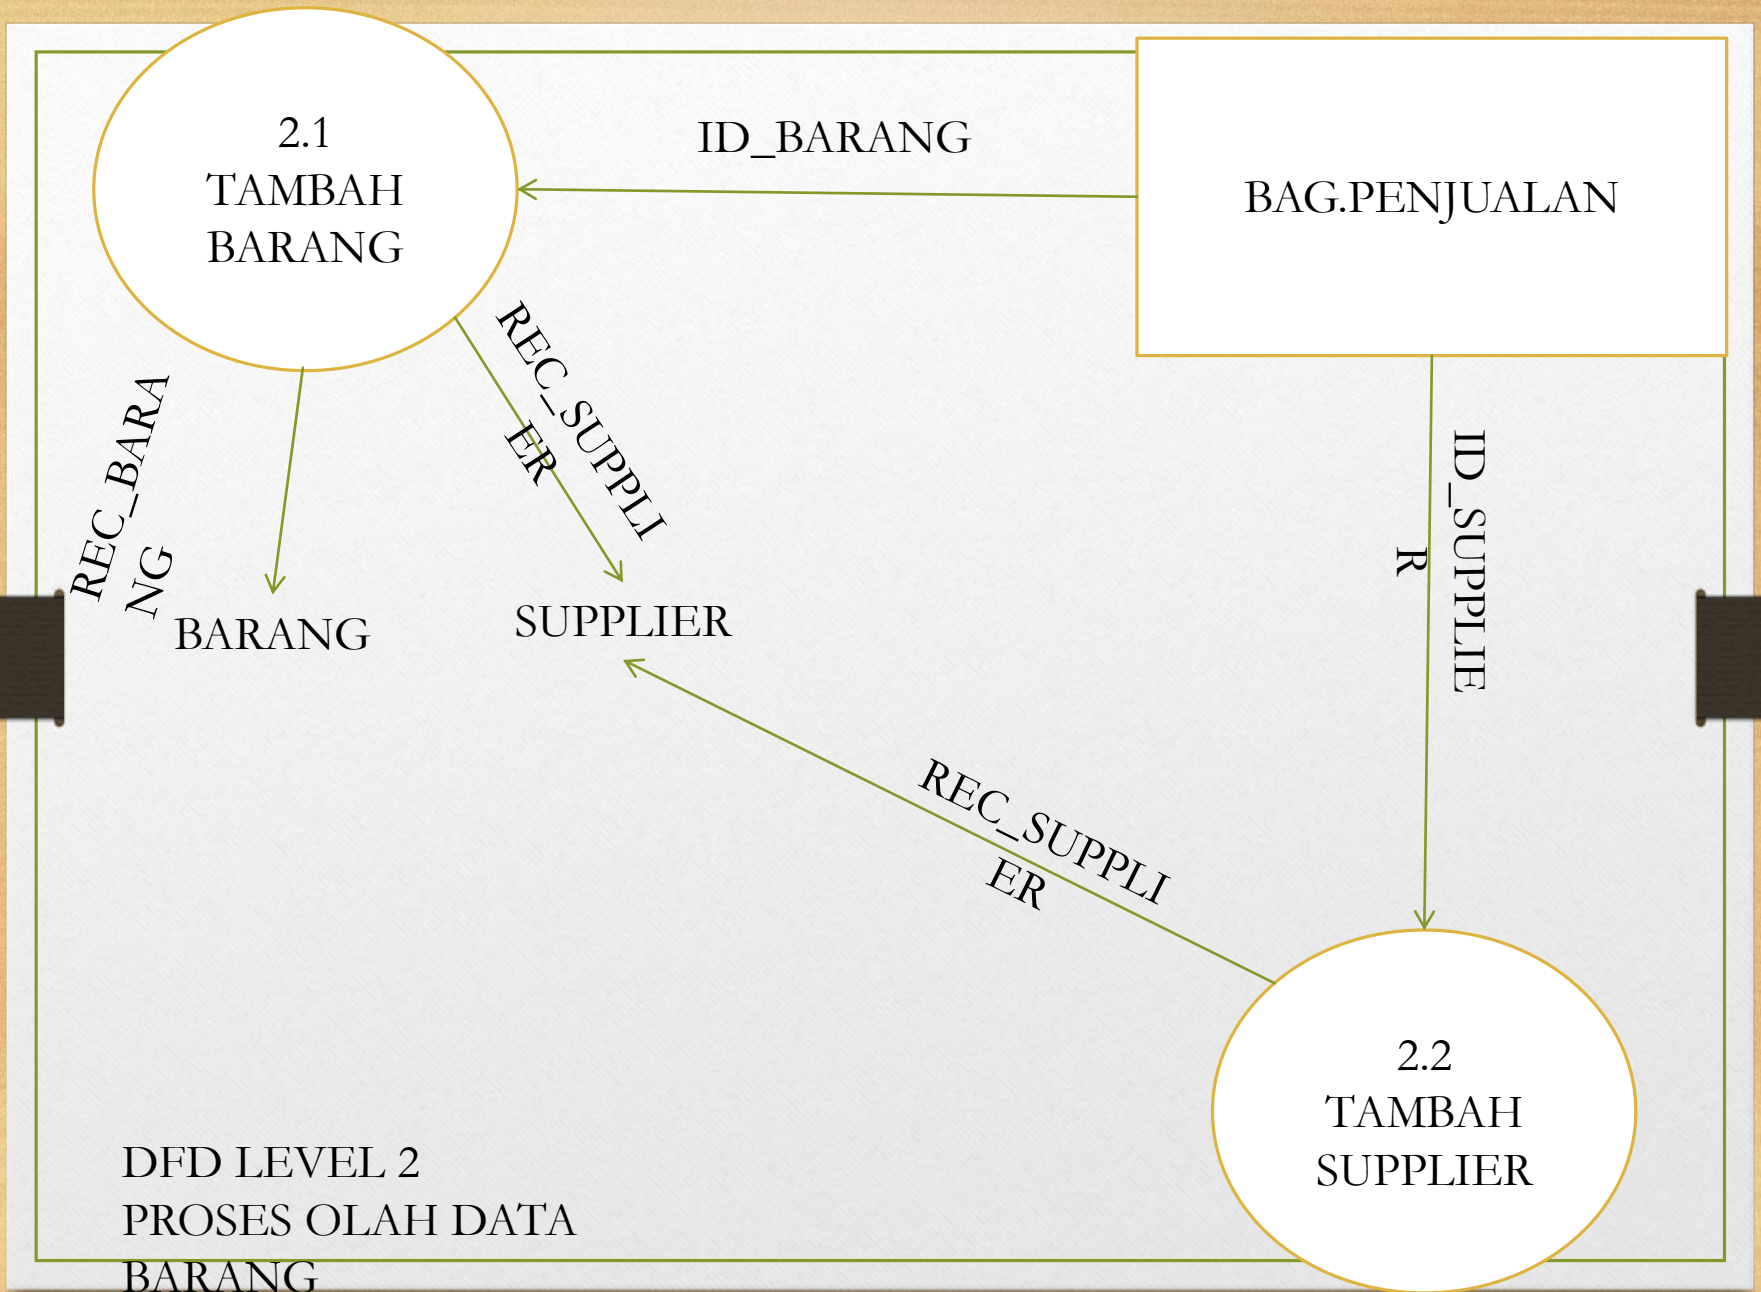 2.1
TAMBAH
BARANG
ID_BARANG
BAG.PENJUALAN
REC_SUPPLI
ER
REC_BARA
NG
ID_SUPPLIE
R
BARANG
SUPPLIER
REC_SUPPLI
ER
2.2
TAMBAH
SUPPLIER
DFD LEVEL 2
PROSES OLAH DATA
BARANG